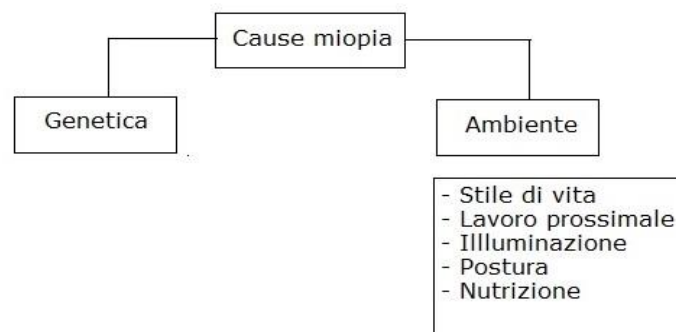 Cause miopia
Genetica
Ambiente
- Stile di vita
- Lavoro prossimale
- Illluminazione
- Postura
- Nutrizione